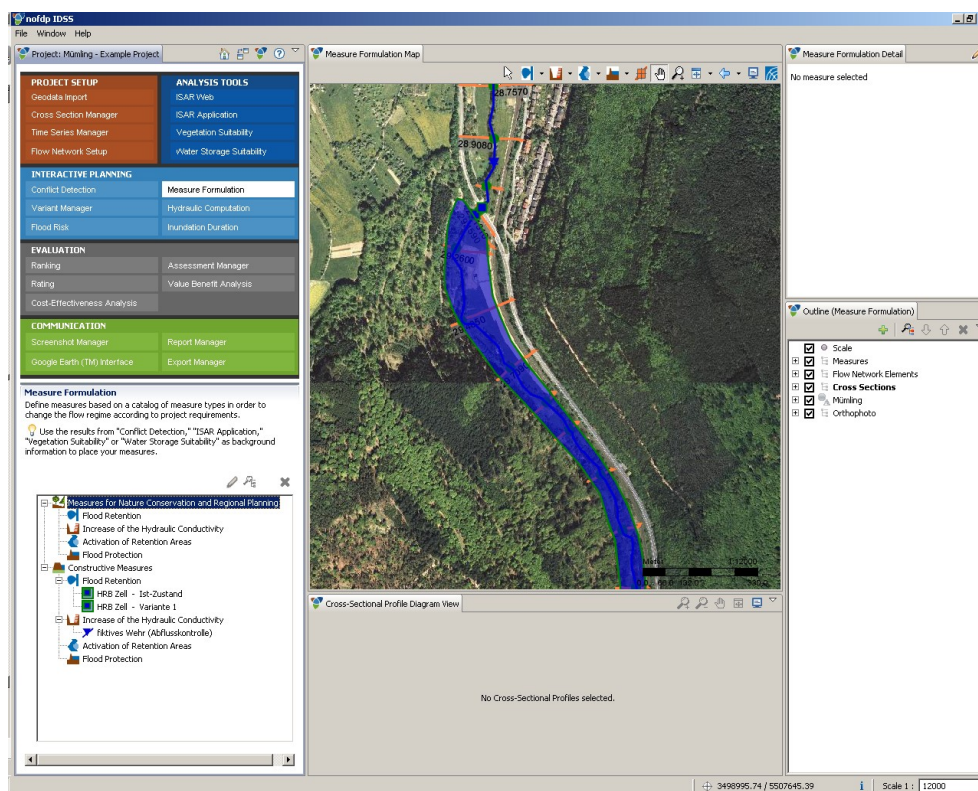 nofdp IDSS
File Window Help
Project: Mümling - Example Project
PROJECT SETUP
Geodata Import
Cross Section Manager
Time Series Manager
Flow Network Setup
ANALYSIS TOOLS
ISAR Web
ISAR Application
Vegetation Suitability
Water Storage Suitability
INTERACTIVE PLANNING
Conflict Detection
Measure Formulation
Variant Manager
Hydraulic Computation
Flood Risk
Inundation Duration
EVALUATION
Ranking
Assessment Manager
Rating
Value Benefit Analysis
Cost-Effectiveness Analysis
COMMUNICATION
Screenshot Manager
Report Manager
Google Earth (TM) Interface
Export Manager
Measure Formulation
Define measures based on a catalog of measure types in order to
change the flow regime according to project requirements.
Use the results from "Conflict Detection," "ISAR Application,"
"Vegetation Suitability" or "Water Storage Suitability" as background
information to place your measures.
Measures for Nature Conservation and Regional Planning
Flood Retention
Increase of the Hydraulic Conductivity
Activation of Retention Areas
Flood Protection
Constructive Measures
Flood Retention
HRB Zell - Ist-Zustand
HRB Zell - Variante 1
Increase of the Hydraulic Conductivity
fiktives Wehr (Abflusskontrolle)
Activation of Retention Areas
Flood Protection
Measure Formulation Map
28.7570
28.9080
1:12000
Cross-Sectional Profile Diagram View
No Cross-Sectional Profiles selected.
Measure Formulation Detail
No measure selected
Outline (Measure Formulation)
Scale
Measures
Flow Network Elements
Cross Sections
Mümling
Orthophoto
3498995.74 / 5507645.39
Scale 1 : 12000